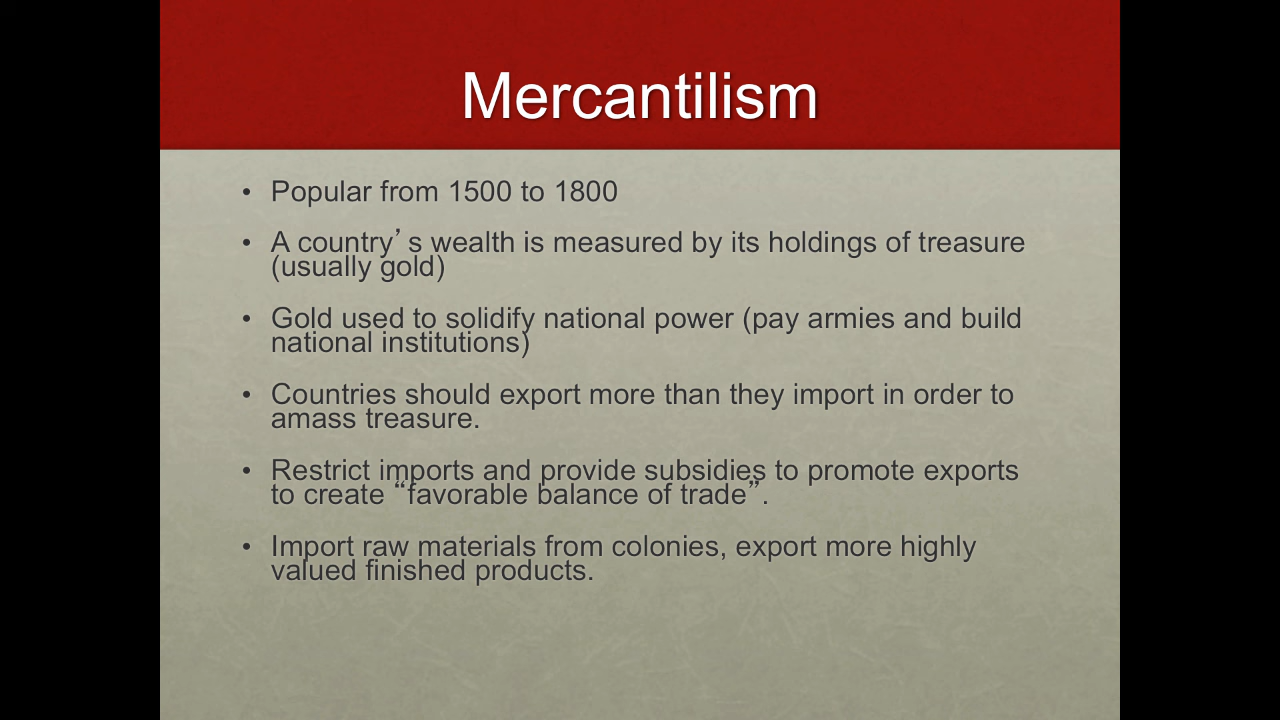 Mercantilism
• Popular from 1500 to 1800
• A country’s wealth is measured by its holdings of treasure
(usually gold)
• Gold used to solidify national power (pay armies and build
national institutions)
• Countries should export more than they import in order to
amass treasure.
• Restrict imports and provide subsidies to promote exports
to create “favorable balance of trade”.
• Import raw materials from colonies, export more highly
valued finished products.